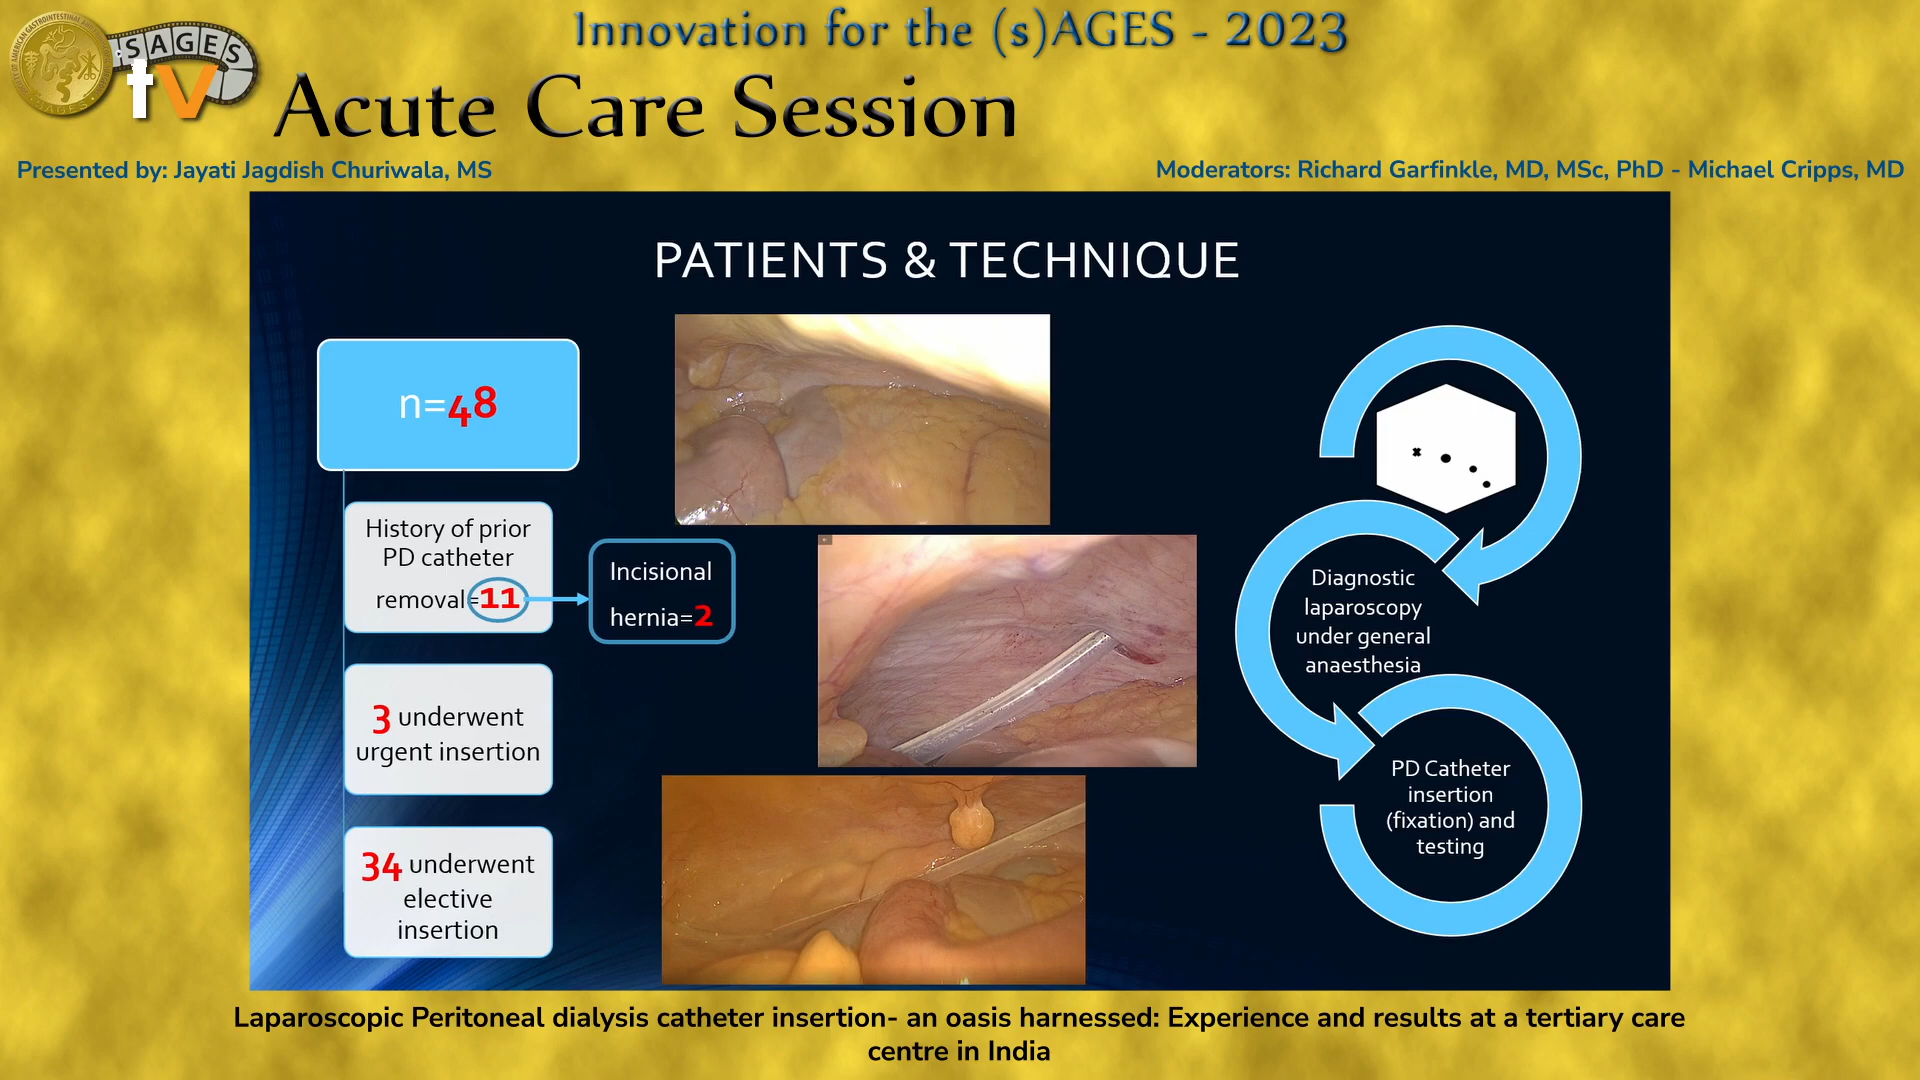 Innovation for the (s)AGES - 2023
SAGES
tv
Acute Care Session
Presented by: Jayati Jagdish Churiwala, MS
Moderators: Richard Garfinkle, MD, MSc, PhD - Michael Cripps, MD
PATIENTS & TECHNIQUE
n=48
History of prior
PD catheter
removal=11
Incisional
hernia=2
3 underwent
urgent insertion
34 underwent
elective
insertion
Diagnostic
laparoscopy
under general
anaesthesia
PD Catheter
insertion
(fixation) and
testing
Laparoscopic Peritoneal dialysis catheter insertion- an oasis harnessed: Experience and results at a tertiary care
centre in India